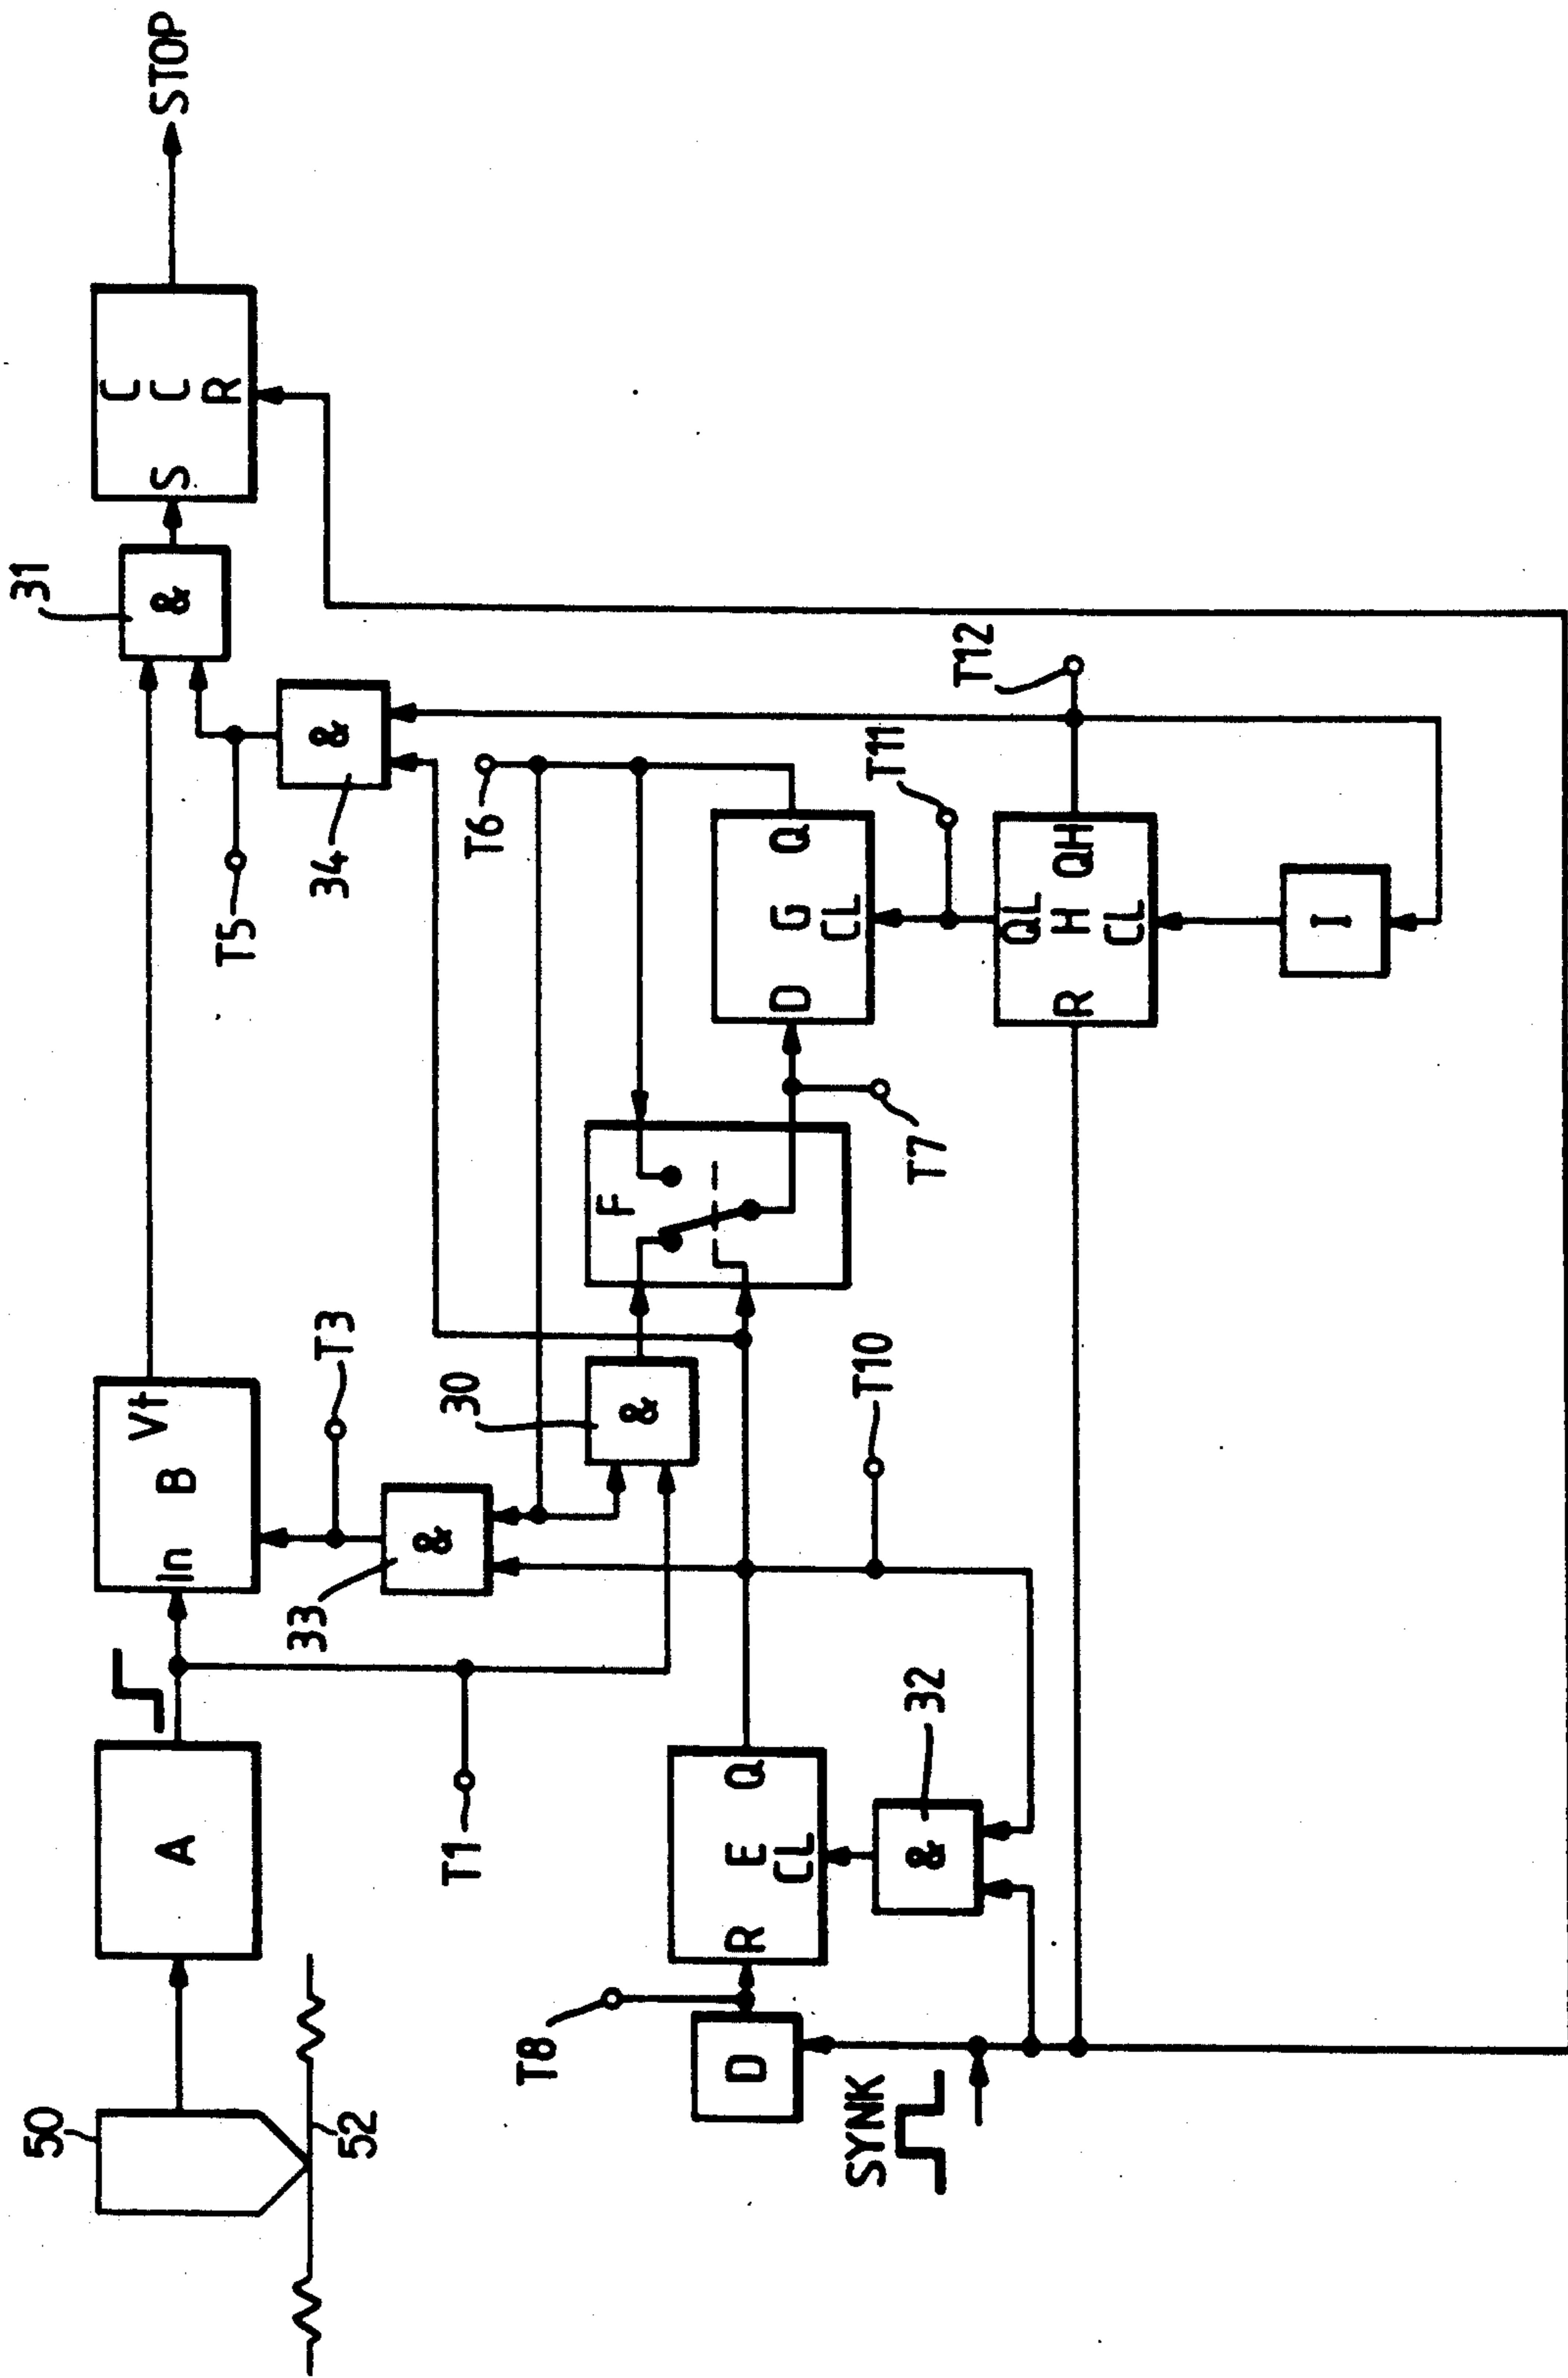 50
52
A
T1
In
B
Vt
T3
33
&
30
&
F
T5
34
&
31
&
S
C
C
R
STOP
T6
T7
D
G
CL
Q
T11
T12
R
QL
H
CL
QH
I
T8
D
SYNK
R
E
CL
Q
32
&
T10